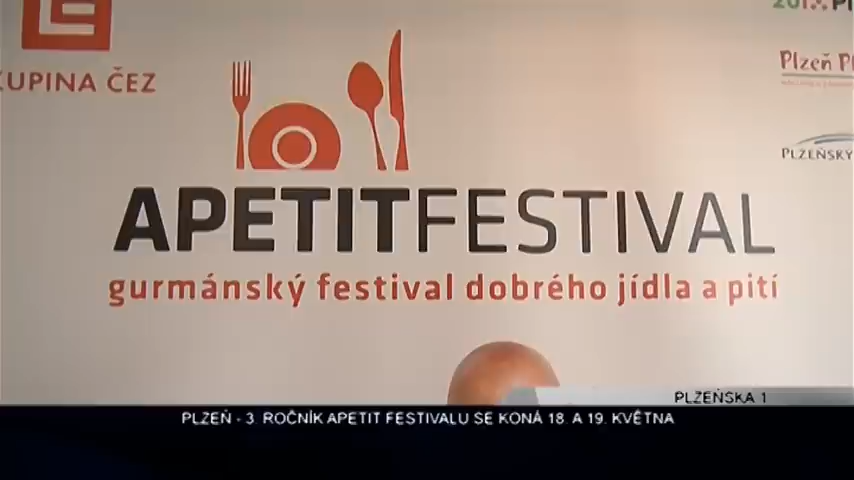 KUPINA ČEZ
Plzeň
PLZEŇSKÝ
APETITFESTIVAL
gurmánský festival dobrého jídla a pití
PLZEŇSKÁ 1
PLZEŇ - 3. ROČNÍK APETIT FESTIVALU SE KONÁ 18. A 19. KVĚTNA